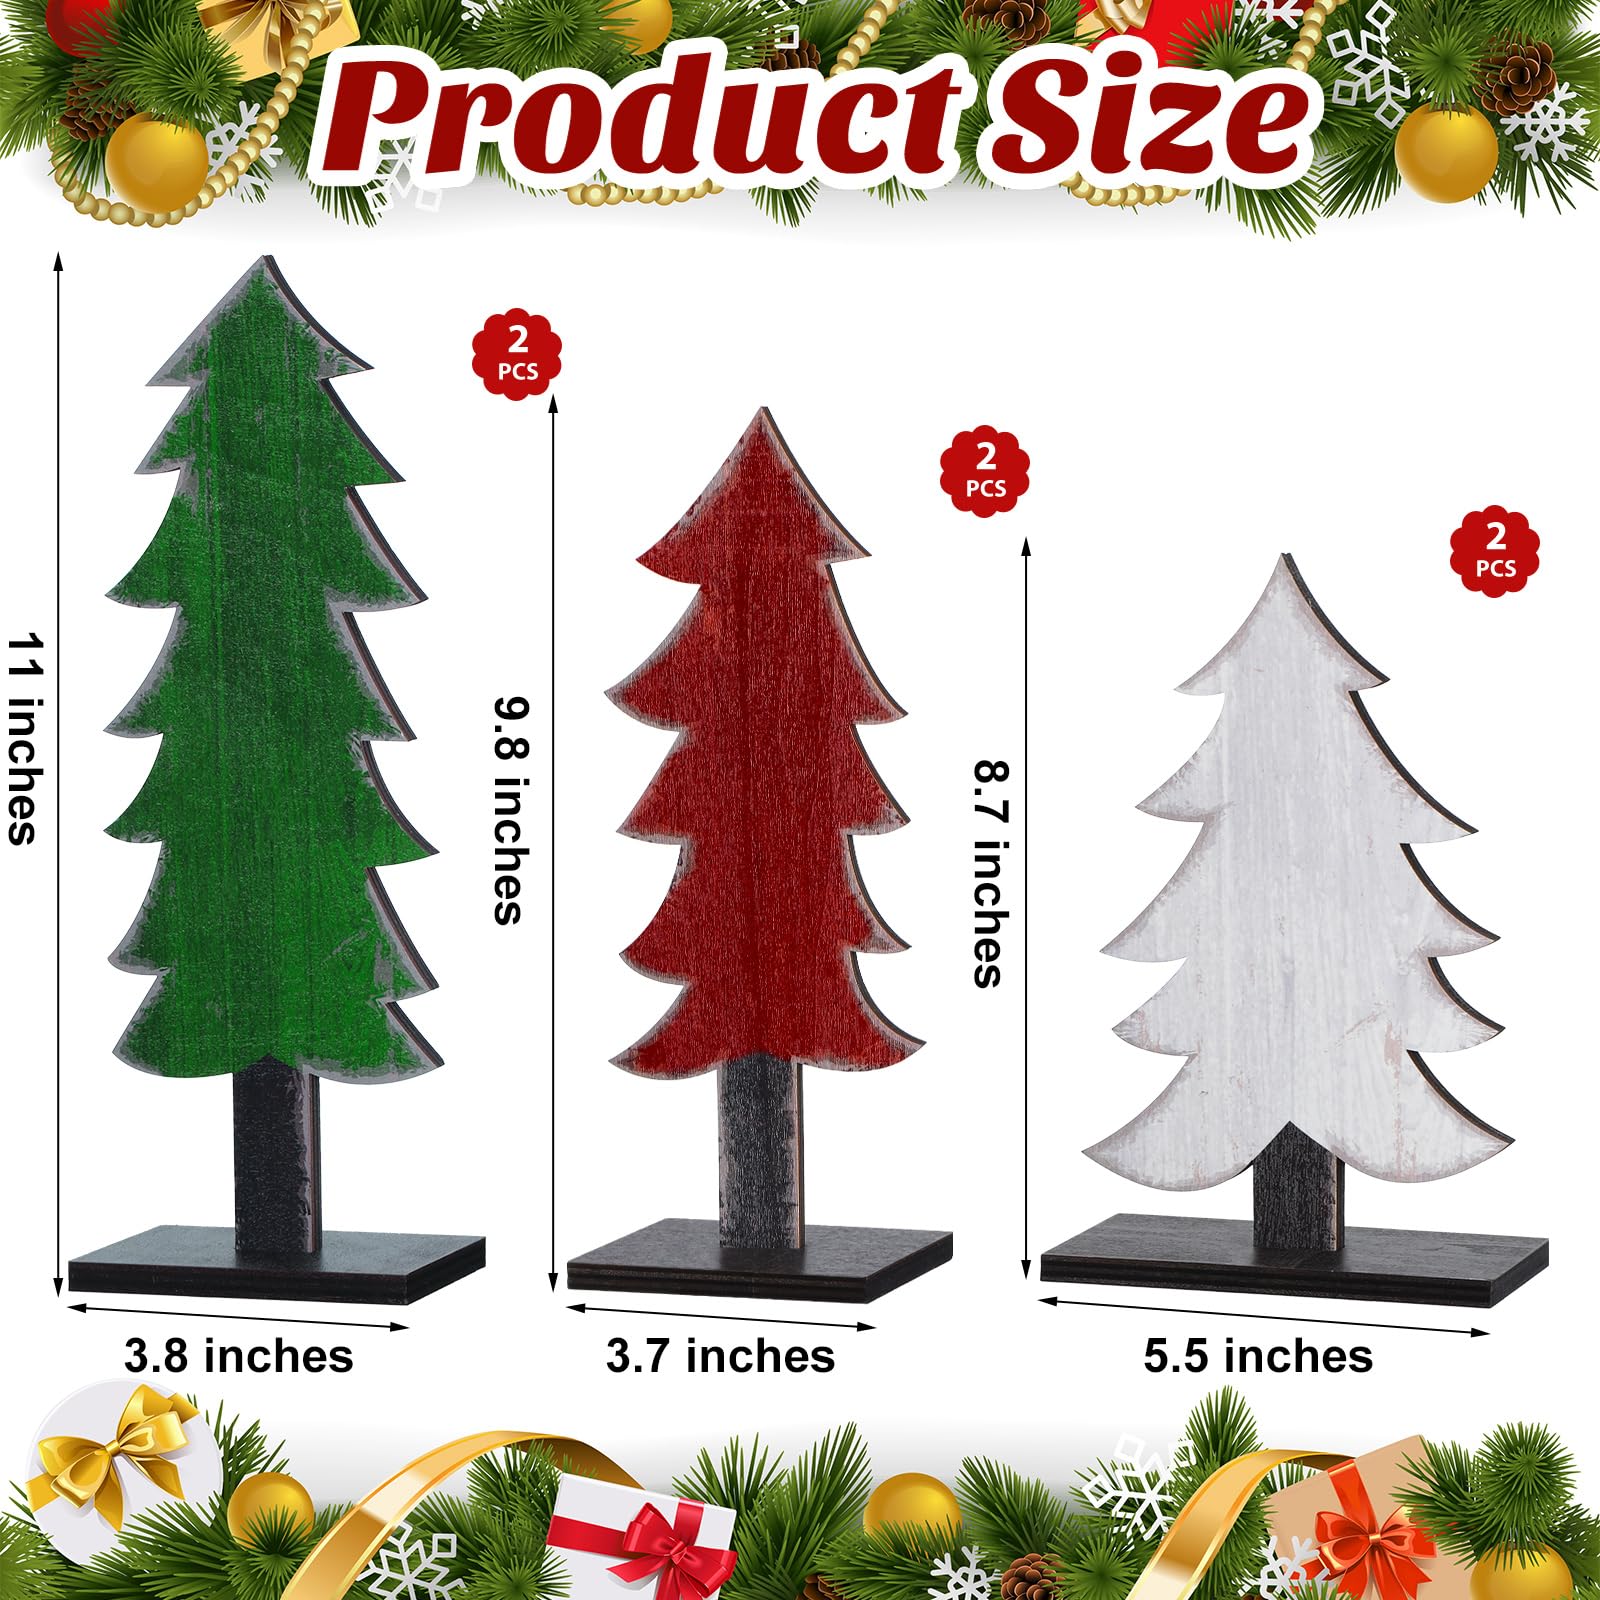 Product Size
2
PCS
11 inches
3.8 inches
2
PCS
9.8 inches
3.7 inches
2
PCS
8.7 inches
5.5 inches